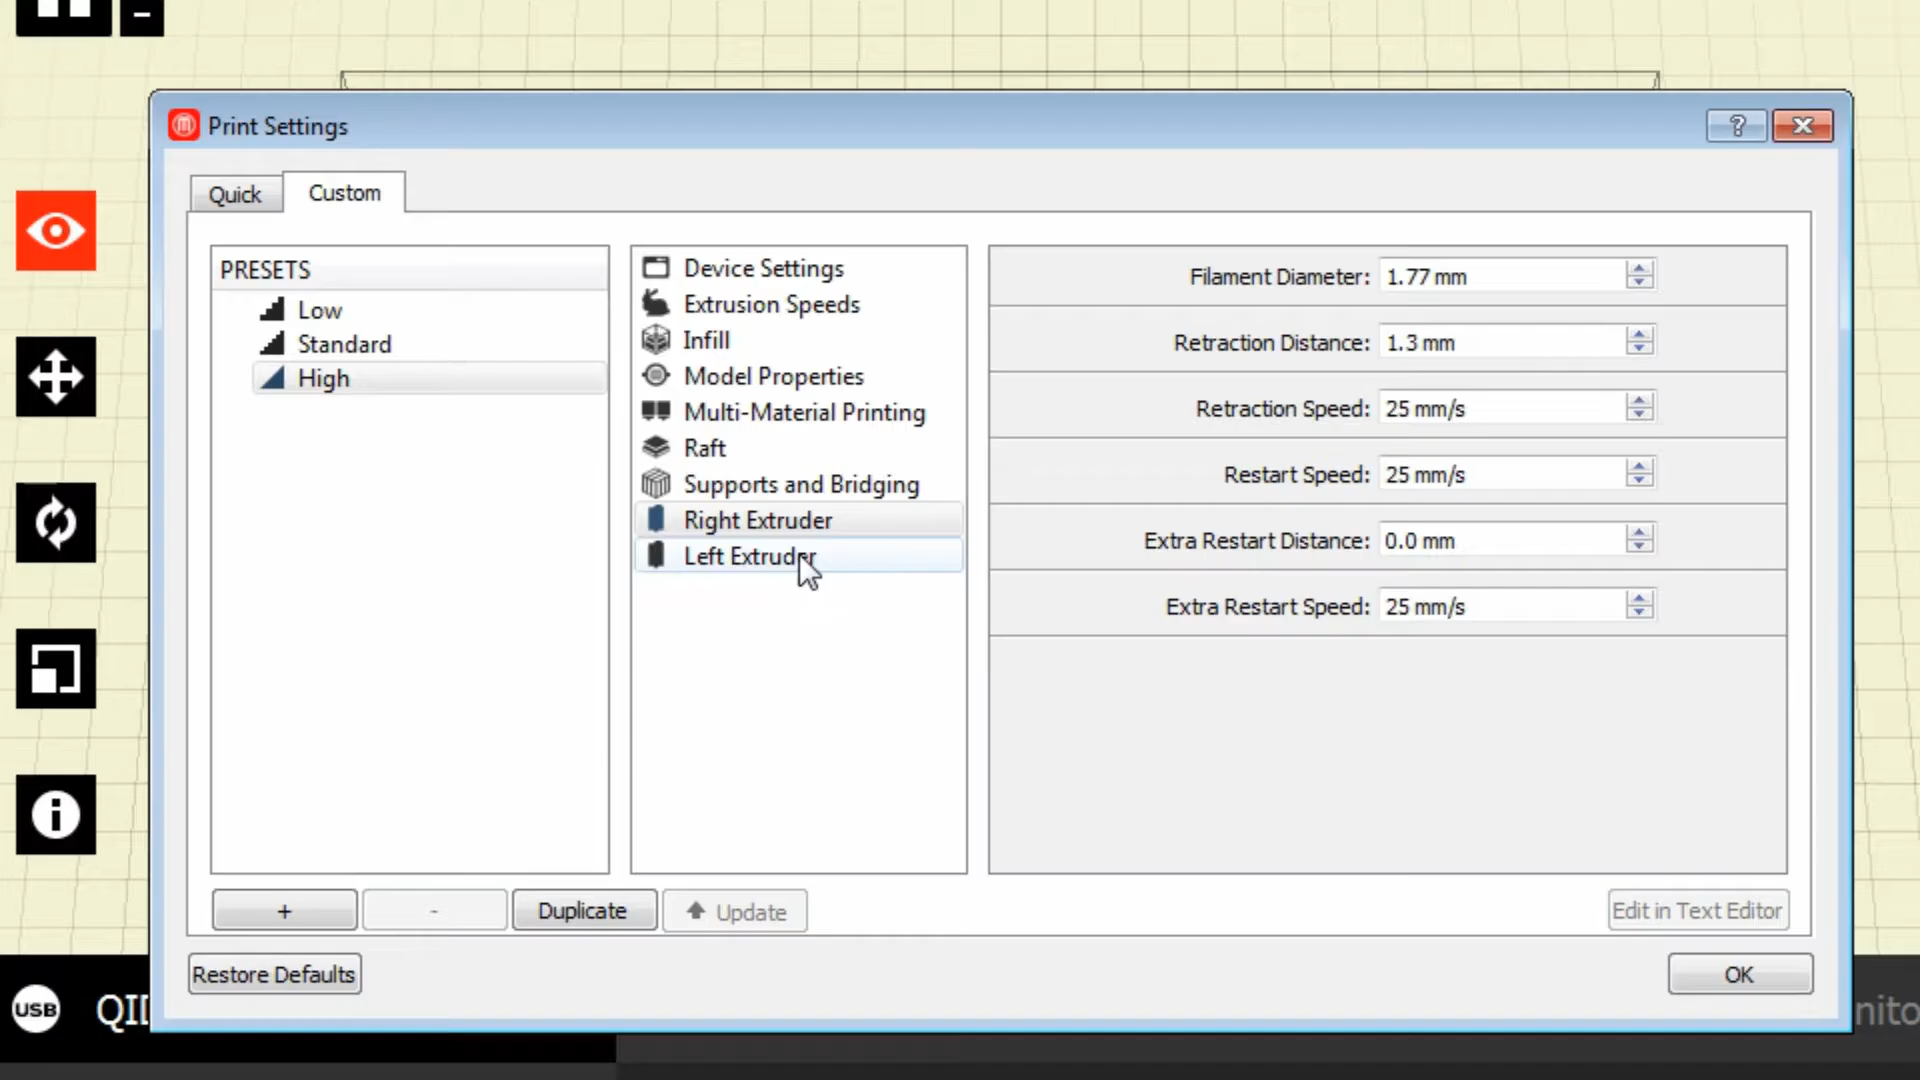 Print Settings
?
Quick
Custom
PRESETS
Low
Standard
High
Device Settings
Extrusion Speeds
Infill
Model Properties
Multi-Material Printing
Raft
Supports and Bridging
Right Extruder
Left Extruder
Filament Diameter: 1.77 mm
Retraction Distance: 1.3 mm
Retraction Speed: 25 mm/s
Restart Speed: 25 mm/s
Extra Restart Distance: 0.0 mm
Extra Restart Speed: 25 mm/s
+
-
Duplicate
Update
Edit in Text Editor
Restore Defaults
OK
USB